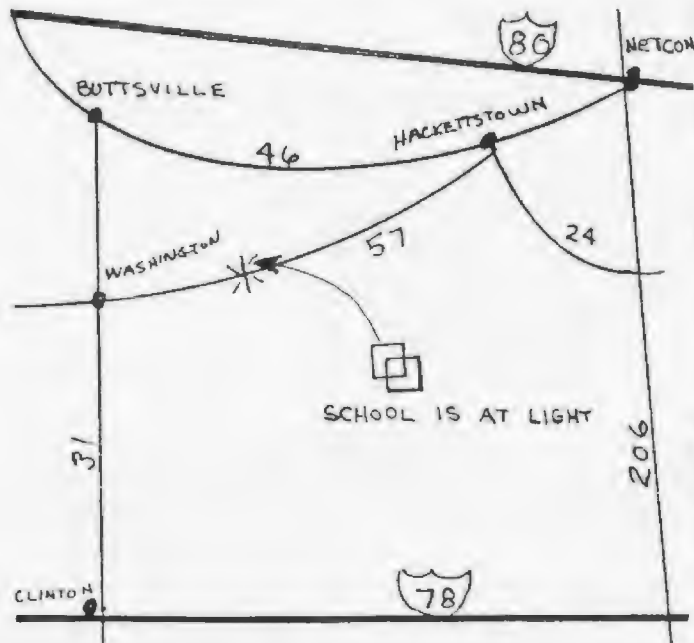 80
NETCON
BUTTSVILLE
HACKETTSTOWN
46
WASHINGTON
57
24
SCHOOL IS AT LIGHT
31
206
CLINTON
78